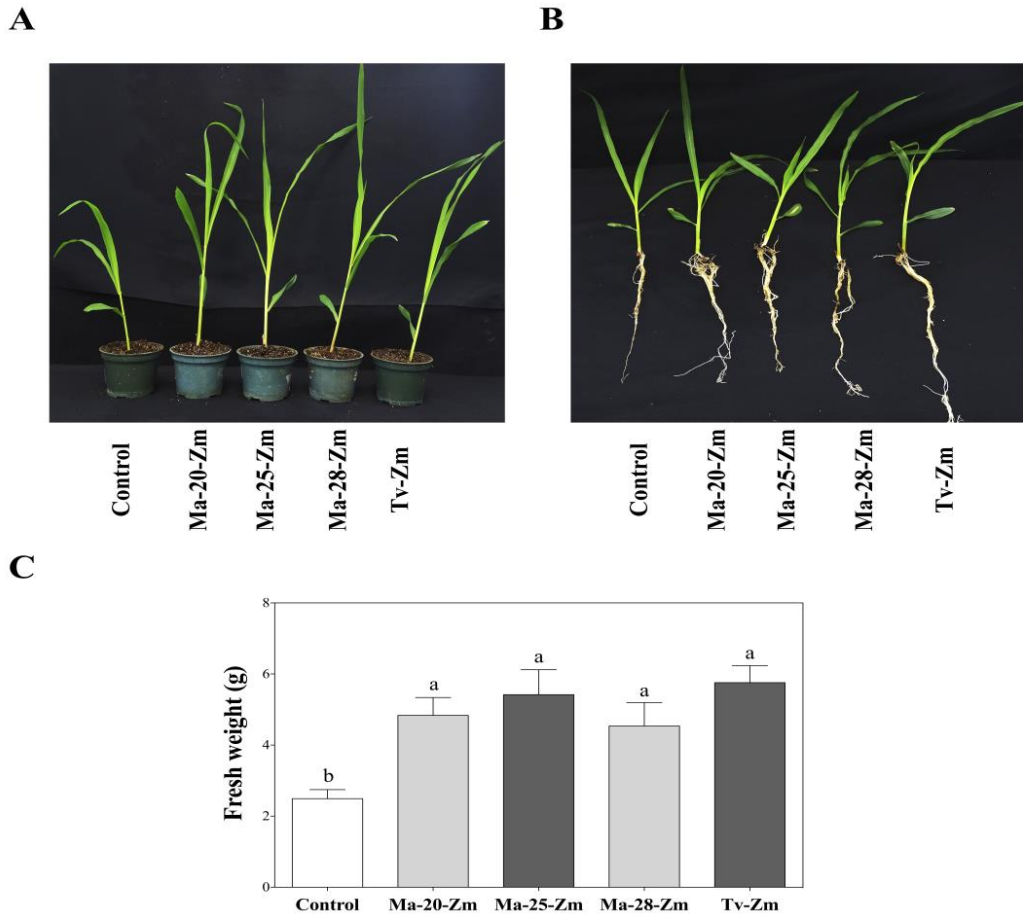 A
B
Control
Ma-20-Zm
Ma-25-Zm
Ma-28-Zm
Tv-Zm
Control
Ma-20-Zm
Ma-25-Zm
Ma-28-Zm
Tv-Zm
C
Fresh weight (g)
8
6
4
2
0
b
a
a
a
a
Control Ma-20-Zm Ma-25-Zm Ma-28-Zm Tv-Zm